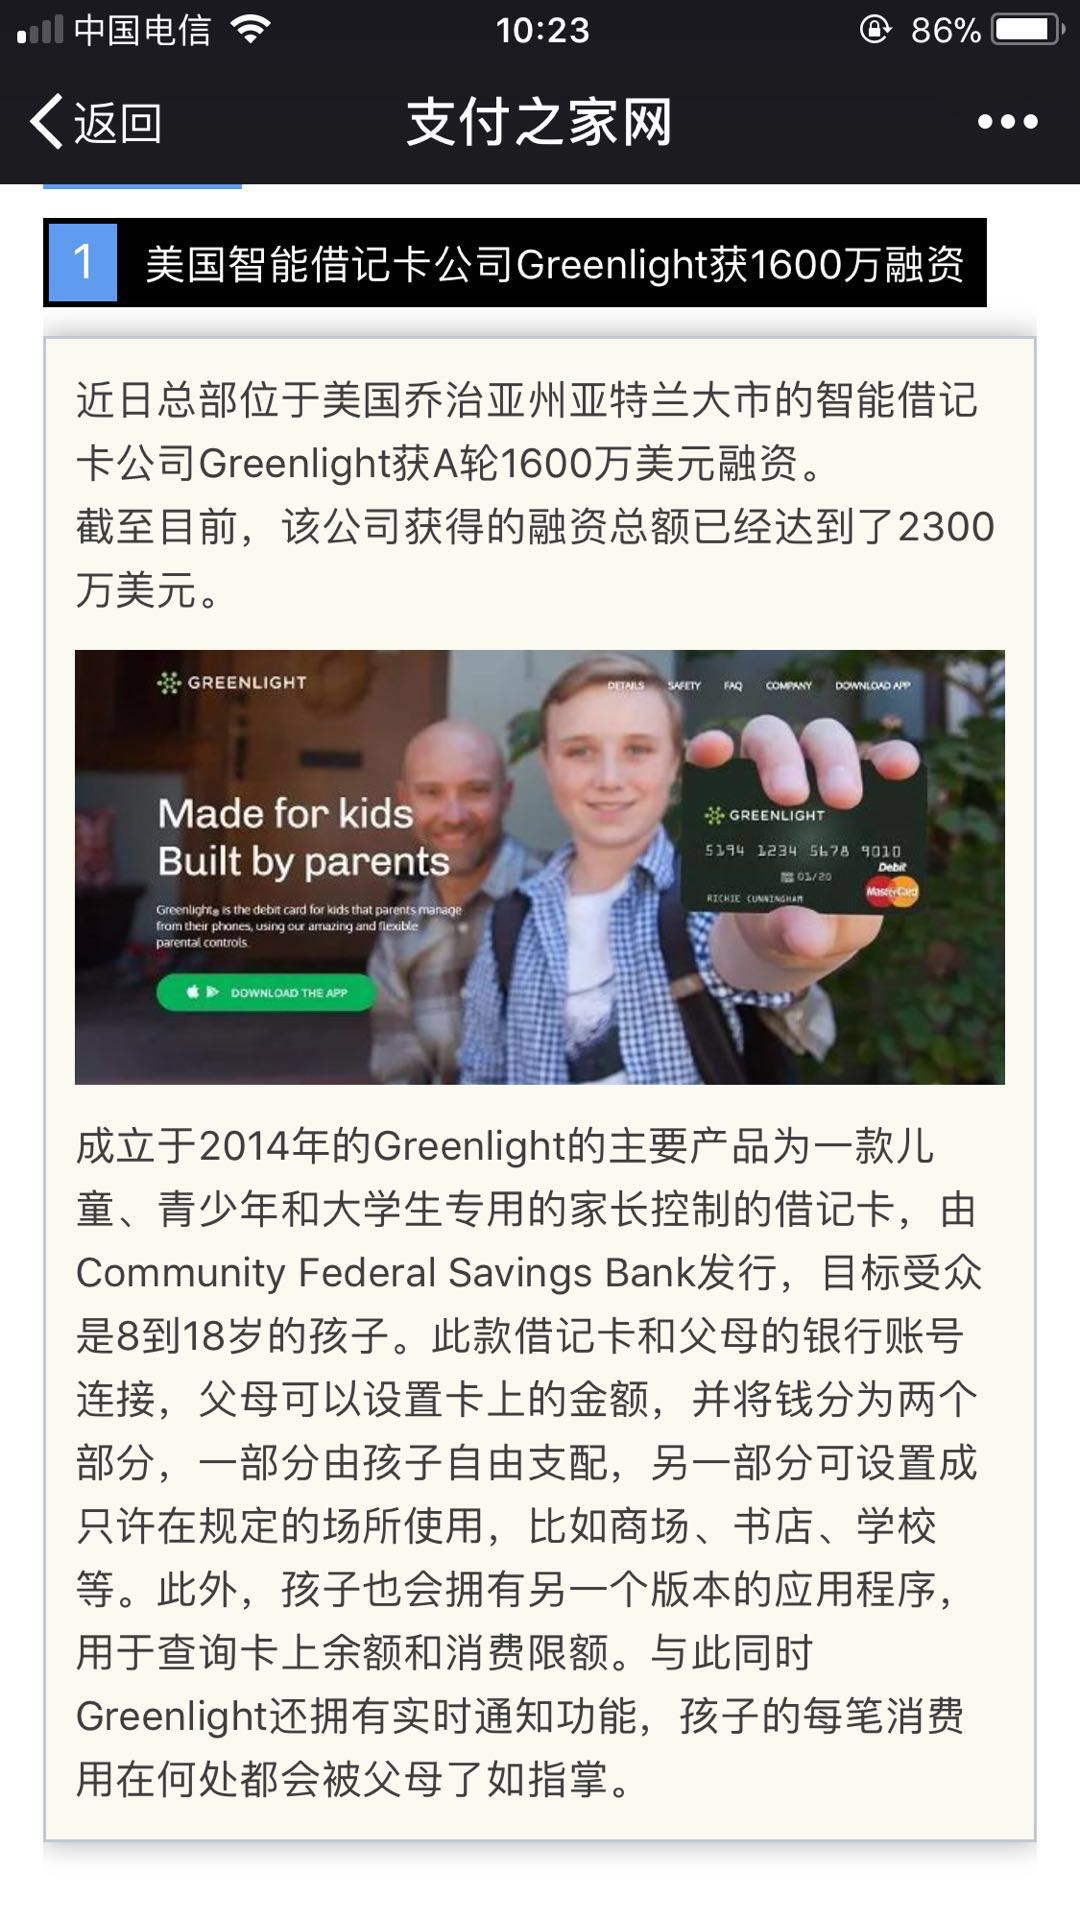 中国电信
10:23
86%
返回
支付之家网
1
美国智能借记卡公司Greenlight获1600万融资
近日总部位于美国乔治亚州亚特兰大市的智能借记
卡公司Greenlight获A轮1600万美元融资。
截至目前，该公司获得的融资总额已经达到了2300
万美元。
GREENLIGHT
DETAILS SAFETY FAQ COMPANY DOWNLOAD APP
Made for kids
Built by parents
Greenlight® is the debit card for kids that parents manage
from their phones, using our amazing and flexible
parental controls.
DOWNLOAD THE APP
GREENLIGHT
5194 1234 5678 9010
Debit
01/20
MasterCard
RICHIE CUNNINGHAM
成立于2014年的Greenlight的主要产品为一款儿
童、青少年和大学生专用的家长控制的借记卡，由
Community Federal Savings Bank发行，目标受众
是8到18岁的孩子。此款借记卡和父母的银行账号
连接，父母可以设置卡上的金额，并将钱分为两个
部分，一部分由孩子自由支配，另一部分可设置成
只许在规定的场所使用，比如商场、书店、学校
等。此外，孩子也会拥有另一个版本的应用程序，
用于查询卡上余额和消费限额。与此同时
Greenlight还拥有实时通知功能，孩子的每笔消费
用在何处都会被父母了如指掌。